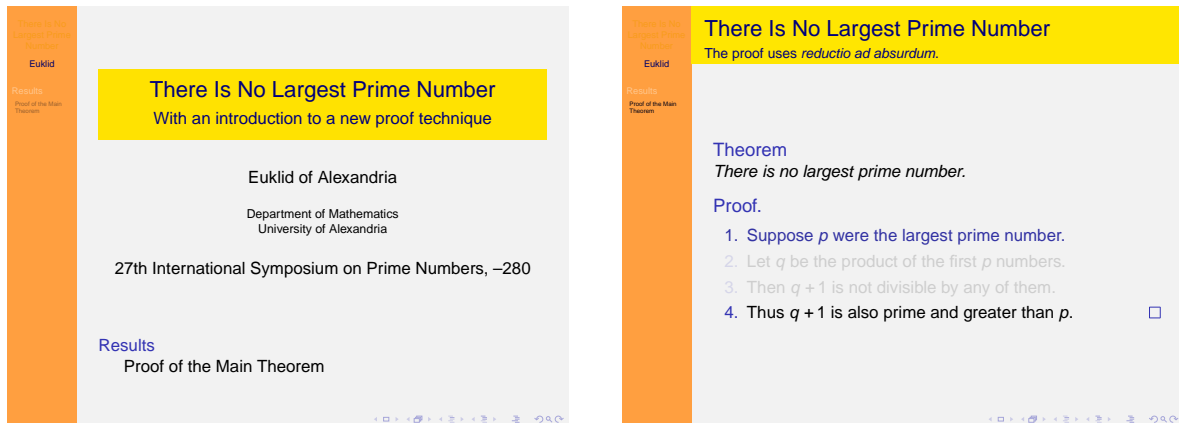 There Is No
Largest Prime
Number
Euklid
Results
Proof of the Main
Theorem
There Is No Largest Prime Number
With an introduction to a new proof technique
Euklid of Alexandria
Department of Mathematics
University of Alexandria
27th International Symposium on Prime Numbers, –280
Results
Proof of the Main Theorem
There Is No
Largest Prime
Number
Euklid
Results
Proof of the Main
Theorem
There Is No Largest Prime Number
The proof uses reductio ad absurdum.
Theorem
There is no largest prime number.
Proof.
1. Suppose p were the largest prime number.
2. Let q be the product of the first p numbers.
3. Then q + 1 is not divisible by any of them.
4. Thus q + 1 is also prime and greater than p. □